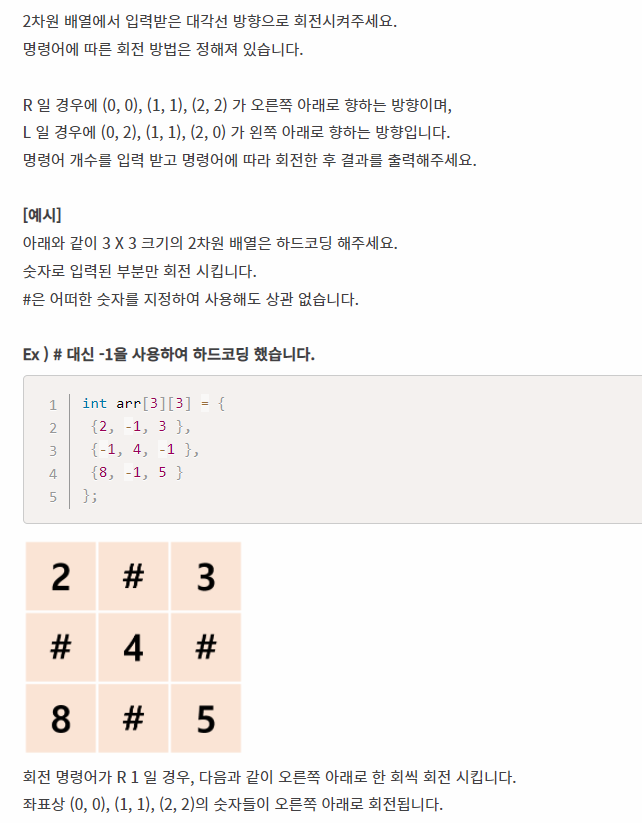 2차원 배열에서 입력받은 대각선 방향으로 회전시켜주세요.
명령어에 따른 회전 방법은 정해져 있습니다.
R 일 경우에 (0, 0), (1, 1), (2, 2) 가 오른쪽 아래로 향하는 방향이며,
L 일 경우에 (0, 2), (1, 1), (2, 0) 가 왼쪽 아래로 향하는 방향입니다.
명령어 개수를 입력 받고 명령어에 따라 회전한 후 결과를 출력해주세요.
[예시]
아래와 같이 3 X 3 크기의 2차원 배열은 하드코딩 해주세요.
숫자로 입력된 부분만 회전 시킵니다.
#은 어떠한 숫자를 지정하여 사용해도 상관 없습니다.
Ex ) # 대신 -1을 사용하여 하드코딩 했습니다.
1 int arr[3][3] = {
2 {2, -1, 3 },
3 {-1, 4, -1 },
4 {8, -1, 5 }
5 };
2 # 3
# 4 #
8 # 5
회전 명령어가 R 1 일 경우, 다음과 같이 오른쪽 아래로 한 회씩 회전 시킵니다.
좌표상 (0, 0), (1, 1), (2, 2)의 숫자들이 오른쪽 아래로 회전됩니다.